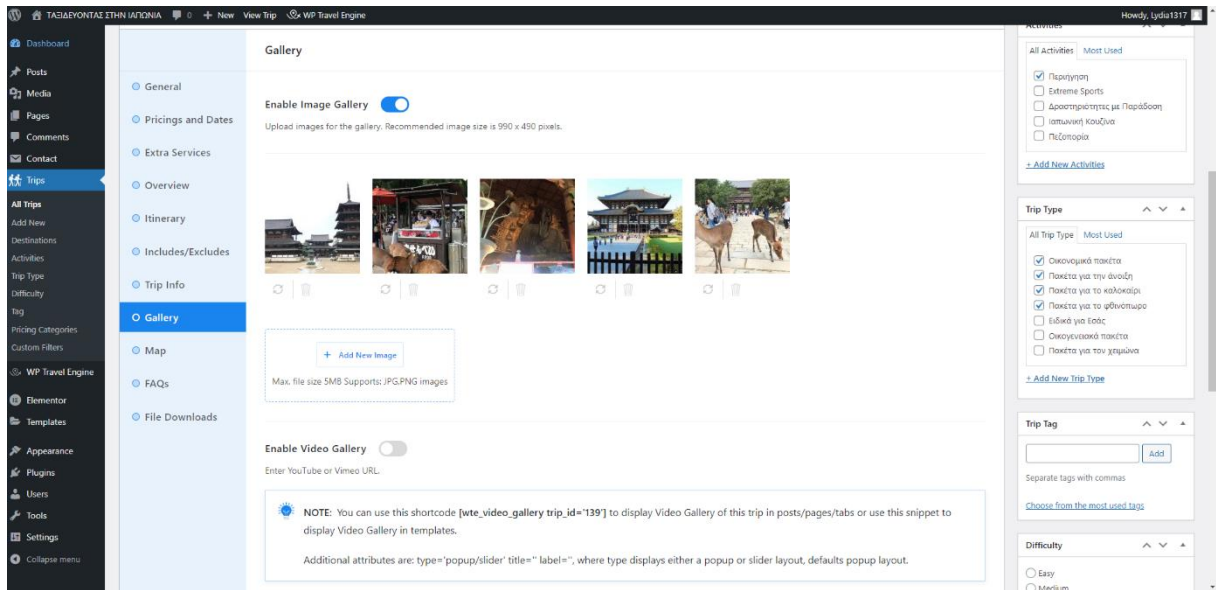 ΤΑΞΙΔΕΥΟΝΤΑΣ ΣΤΗΝ ΙΑΠΩΝΙΑ 0 + New View Trip WP Travel Engine
Howdy, Lydia1317
Dashboard
Posts
Media
Pages
Comments
Contact
Trips
All Trips
Add New
Destinations
Activities
Trip Type
Difficulty
Tag
Pricing Categories
Custom Filters
WP Travel Engine
Elementor
Templates
Appearance
Plugins
Users
Tools
Settings
Collapse menu
General
Pricings and Dates
Extra Services
Overview
Itinerary
Includes/Excludes
Trip Info
Gallery
Map
FAQs
File Downloads
Gallery
Enable Image Gallery
Upload images for the gallery. Recommended image size is 990 x 490 pixels.
+ Add New Image
Max. file size 5MB Supports: JPG,PNG images
Enable Video Gallery
Enter YouTube or Vimeo URL.
NOTE: You can use this shortcode [wte_video_gallery trip_id='139'] to display Video Gallery of this trip in posts/pages/tabs or use this snippet to
display Video Gallery in templates.
Additional attributes are: type='popup/slider' title='' label='', where type displays either a popup or slider layout, defaults popup layout.
Activities
All Activities Most Used
Περιήγηση
Extreme Sports
Δραστηριότητες με Παράδοση
Ιαπωνική Κουζίνα
Πεζοπορία
+ Add New Activities
Trip Type
All Trip Type Most Used
Οικονομικά πακέτα
Πακέτα για την άνοιξη
Πακέτα για το καλοκαίρι
Πακέτα για το φθινόπωρο
Ειδικά για Εσάς
Οικογενειακά πακέτα
Πακέτα για τον χειμώνα
+ Add New Trip Type
Trip Tag
Add
Separate tags with commas
Choose from the most used tags
Difficulty
Easy
Medium